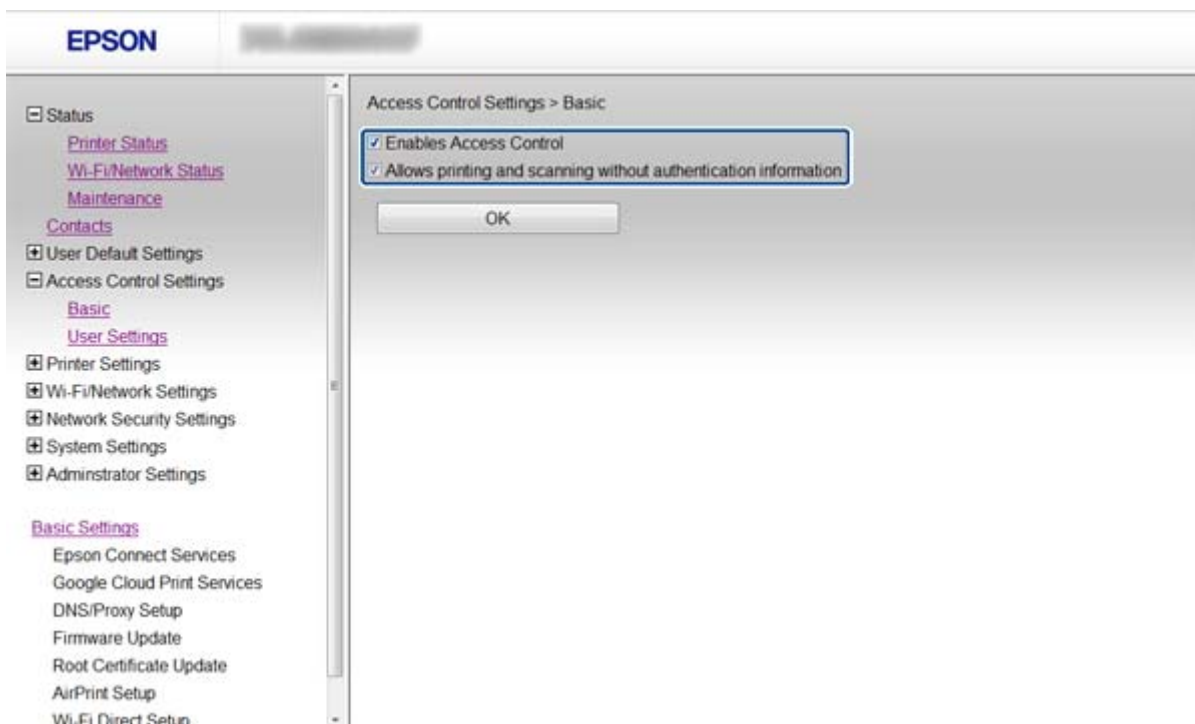 EPSON
Status
Printer Status
Wi-Fi/Network Status
Maintenance
Contacts
User Default Settings
Access Control Settings
Basic
User Settings
Printer Settings
Wi-Fi/Network Settings
Network Security Settings
System Settings
Adminstrator Settings
Basic Settings
Epson Connect Services
Google Cloud Print Services
DNS/Proxy Setup
Firmware Update
Root Certificate Update
AirPrint Setup
Wi-Fi Direct Setup
Access Control Settings > Basic
Enables Access Control
Allows printing and scanning without authentication information
OK